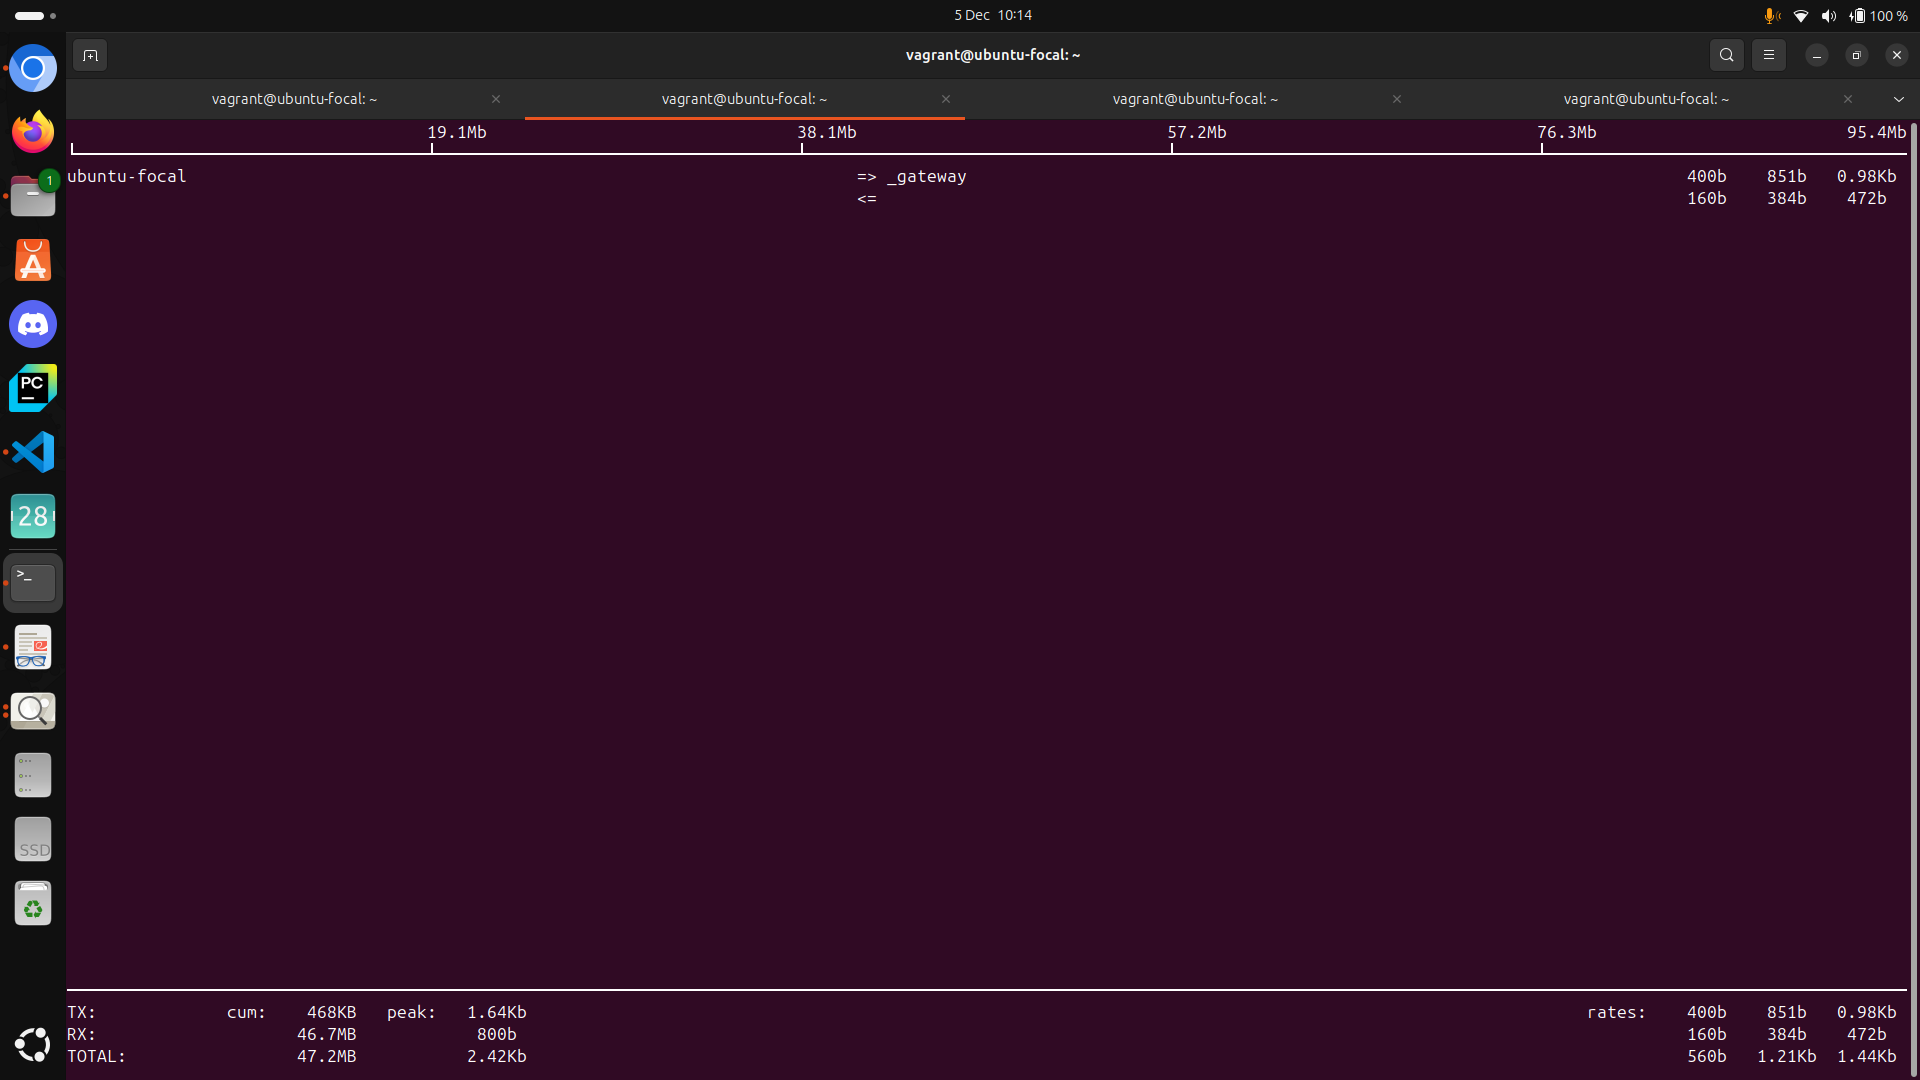 5 Dec 10:14
100 %
vagrant@ubuntu-focal: ~
vagrant@ubuntu-focal: ~ vagrant@ubuntu-focal: ~ vagrant@ubuntu-focal: ~ vagrant@ubuntu-focal: ~
19.1Mb 38.1Mb 57.2Mb 76.3Mb 95.4Mb
ubuntu-focal => _gateway 400b 851b 0.98Kb
<= 160b 384b 472b
1
PC
28
>_
SSD
TX: cum: 468KB peak: 1.64Kb rates: 400b 851b 0.98Kb
RX: 46.7MB 800b 160b 384b 472b
TOTAL: 47.2MB 2.42Kb 560b 1.21Kb 1.44Kb